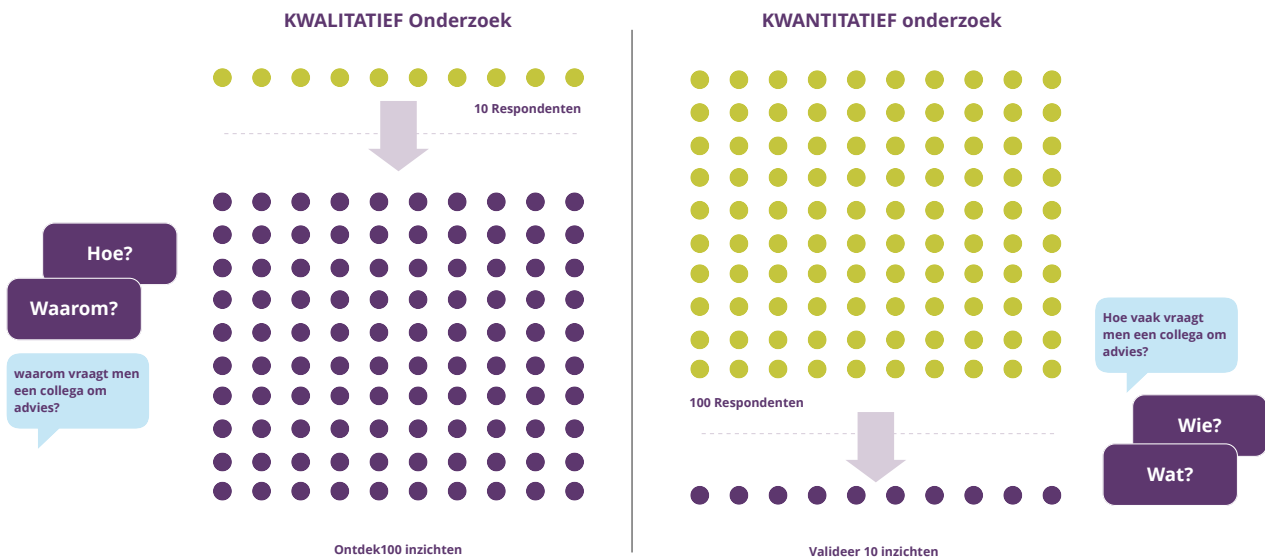 KWALITATIEF Onderzoek
10 Respondenten
Hoe?
Waarom?
waarom vraagt men
een collega om
advies?
Ontdek100 inzichten
KWANTITATIEF onderzoek
Hoe vaak vraagt
men een collega om
advies?
100 Respondenten
Wie?
Wat?
Valideer 10 inzichten